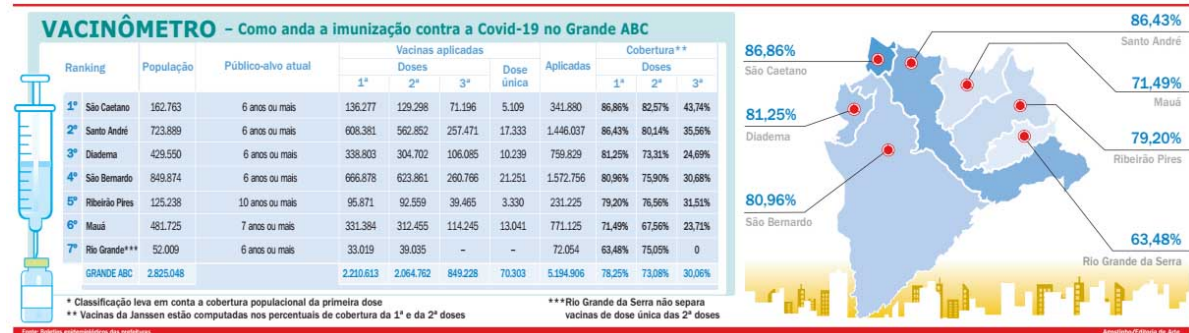 VACINÔMETRO – Como anda a imunização contra a Covid-19 no Grande ABC
Vacinas aplicadas Cobertura**
Ranking População Público-alvo atual Doses Dose única Aplicadas Doses
1ª 2ª 3ª 1ª 2ª 3ª
1º São Caetano 162.763 6 anos ou mais 136.277 129.298 71.196 5.109 341.880 86,86% 82,57% 43,74%
2º Santo André 723.889 6 anos ou mais 608.381 562.852 257.471 17.333 1.446.037 86,43% 80,14% 35,56%
3º Diadema 429.550 6 anos ou mais 338.803 304.702 106.085 10.239 759.829 81,25% 73,31% 24,69%
4º São Bernardo 849.874 6 anos ou mais 666.878 623.861 260.766 21.251 1.572.756 80,96% 75,90% 30,68%
5º Ribeirão Pires 125.238 10 anos ou mais 95.871 92.559 39.465 3.330 231.225 79,20% 76,56% 31,51%
6º Mauá 481.725 7 anos ou mais 331.384 312.455 114.245 13.041 771.125 71,49% 67,56% 23,71%
7º Rio Grande*** 52.009 6 anos ou mais 33.019 39.035 – – 72.054 63,48% 75,05% 0
GRANDE ABC 2.825.048 2.210.613 2.064.762 849.228 70.303 5.194.906 78,25% 73,08% 30,06%
* Classificação leva em conta a cobertura populacional da primeira dose
** Vacinas da Janssen estão computadas nos percentuais de cobertura da 1ª e da 2ª doses
***Rio Grande da Serra não separa
vacinas de dose única das 2ª doses
86,86%
São Caetano
81,25%
Diadema
80,96%
São Bernardo
86,43%
Santo André
71,49%
Mauá
79,20%
Ribeirão Pires
63,48%
Rio Grande da Serra
Fonte: Boletins epidemiológicos das prefeituras
Agostinho/Editoria de Arte